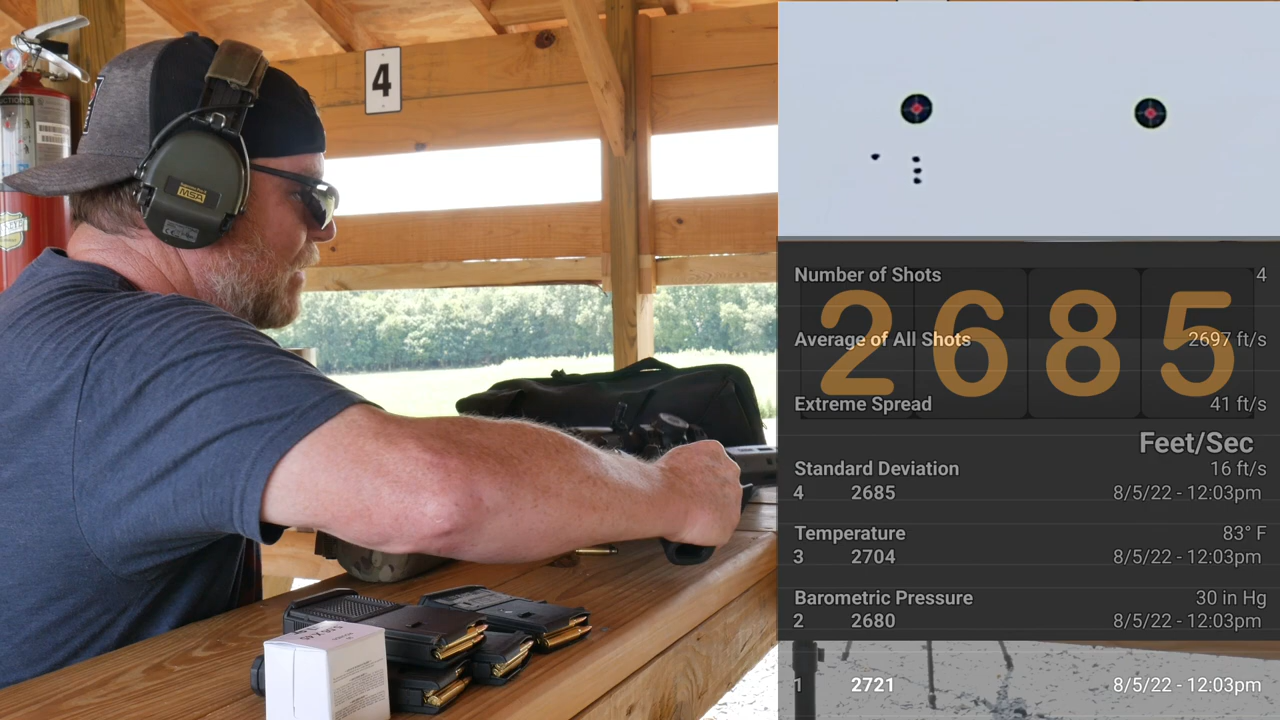 4
MSA
5.56 X 45
Number of Shots 4
2685
Average of All Shots 2697 ft/s
Extreme Spread 41 ft/s
Feet/Sec
Standard Deviation 16 ft/s
4 2685 8/5/22 - 12:03pm
Temperature 83° F
3 2704 8/5/22 - 12:03pm
Barometric Pressure 30 in Hg
2 2680 8/5/22 - 12:03pm
1 2721 8/5/22 - 12:03pm